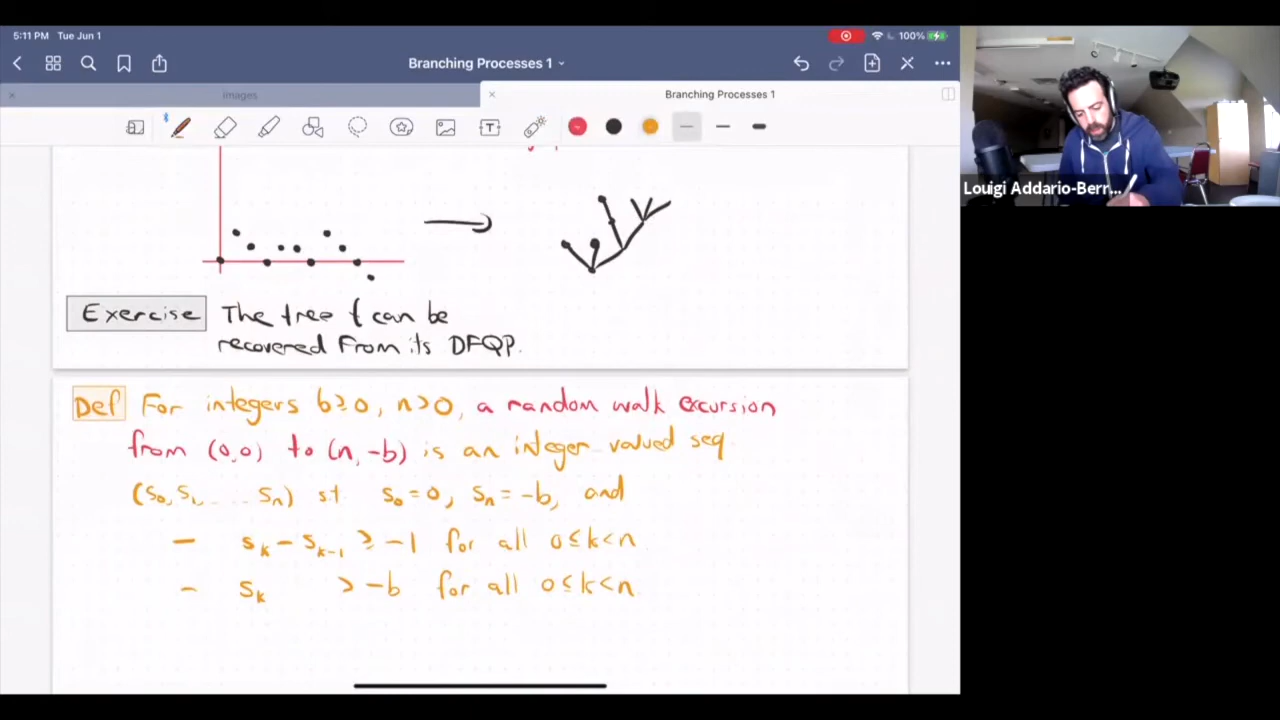 5:11 PM Tue Jun 1
100%
Branching Processes 1
Images
Branching Processes 1
Louigi Addario-Berr...
Exercise The tree t can be
recovered from its DFQP.
Def For integers b≥0, n>0, a random walk excursion
from (0,0) to (n,-b) is an integer-valued seq
(s₀,s₁, ... sₙ) s.t. s₀=0, sₙ=-b, and
- sₖ-sₖ₋₁ ≥ -1 for all 0≤k<n
- sₖ > -b for all 0≤k<n